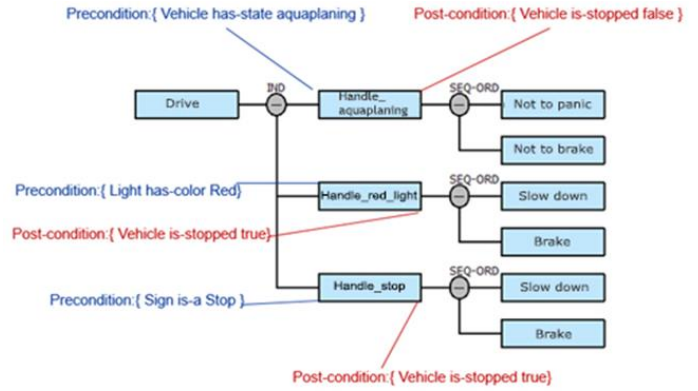 Precondition:{ Vehicle has-state aquaplaning }
Post-condition:{ Vehicle is-stopped false }
IND
SEQ-ORD
Drive
Handle_
aquaplaning
Not to panic
Not to brake
Precondition:{ Light has-color Red}
SEQ-ORD
Handle_red_light
Slow down
Post-condition:{ Vehicle is-stopped true}
Brake
SEQ-ORD
Precondition:{ Sign is-a Stop }
Handle_stop
Slow down
Brake
Post-condition:{ Vehicle is-stopped true}